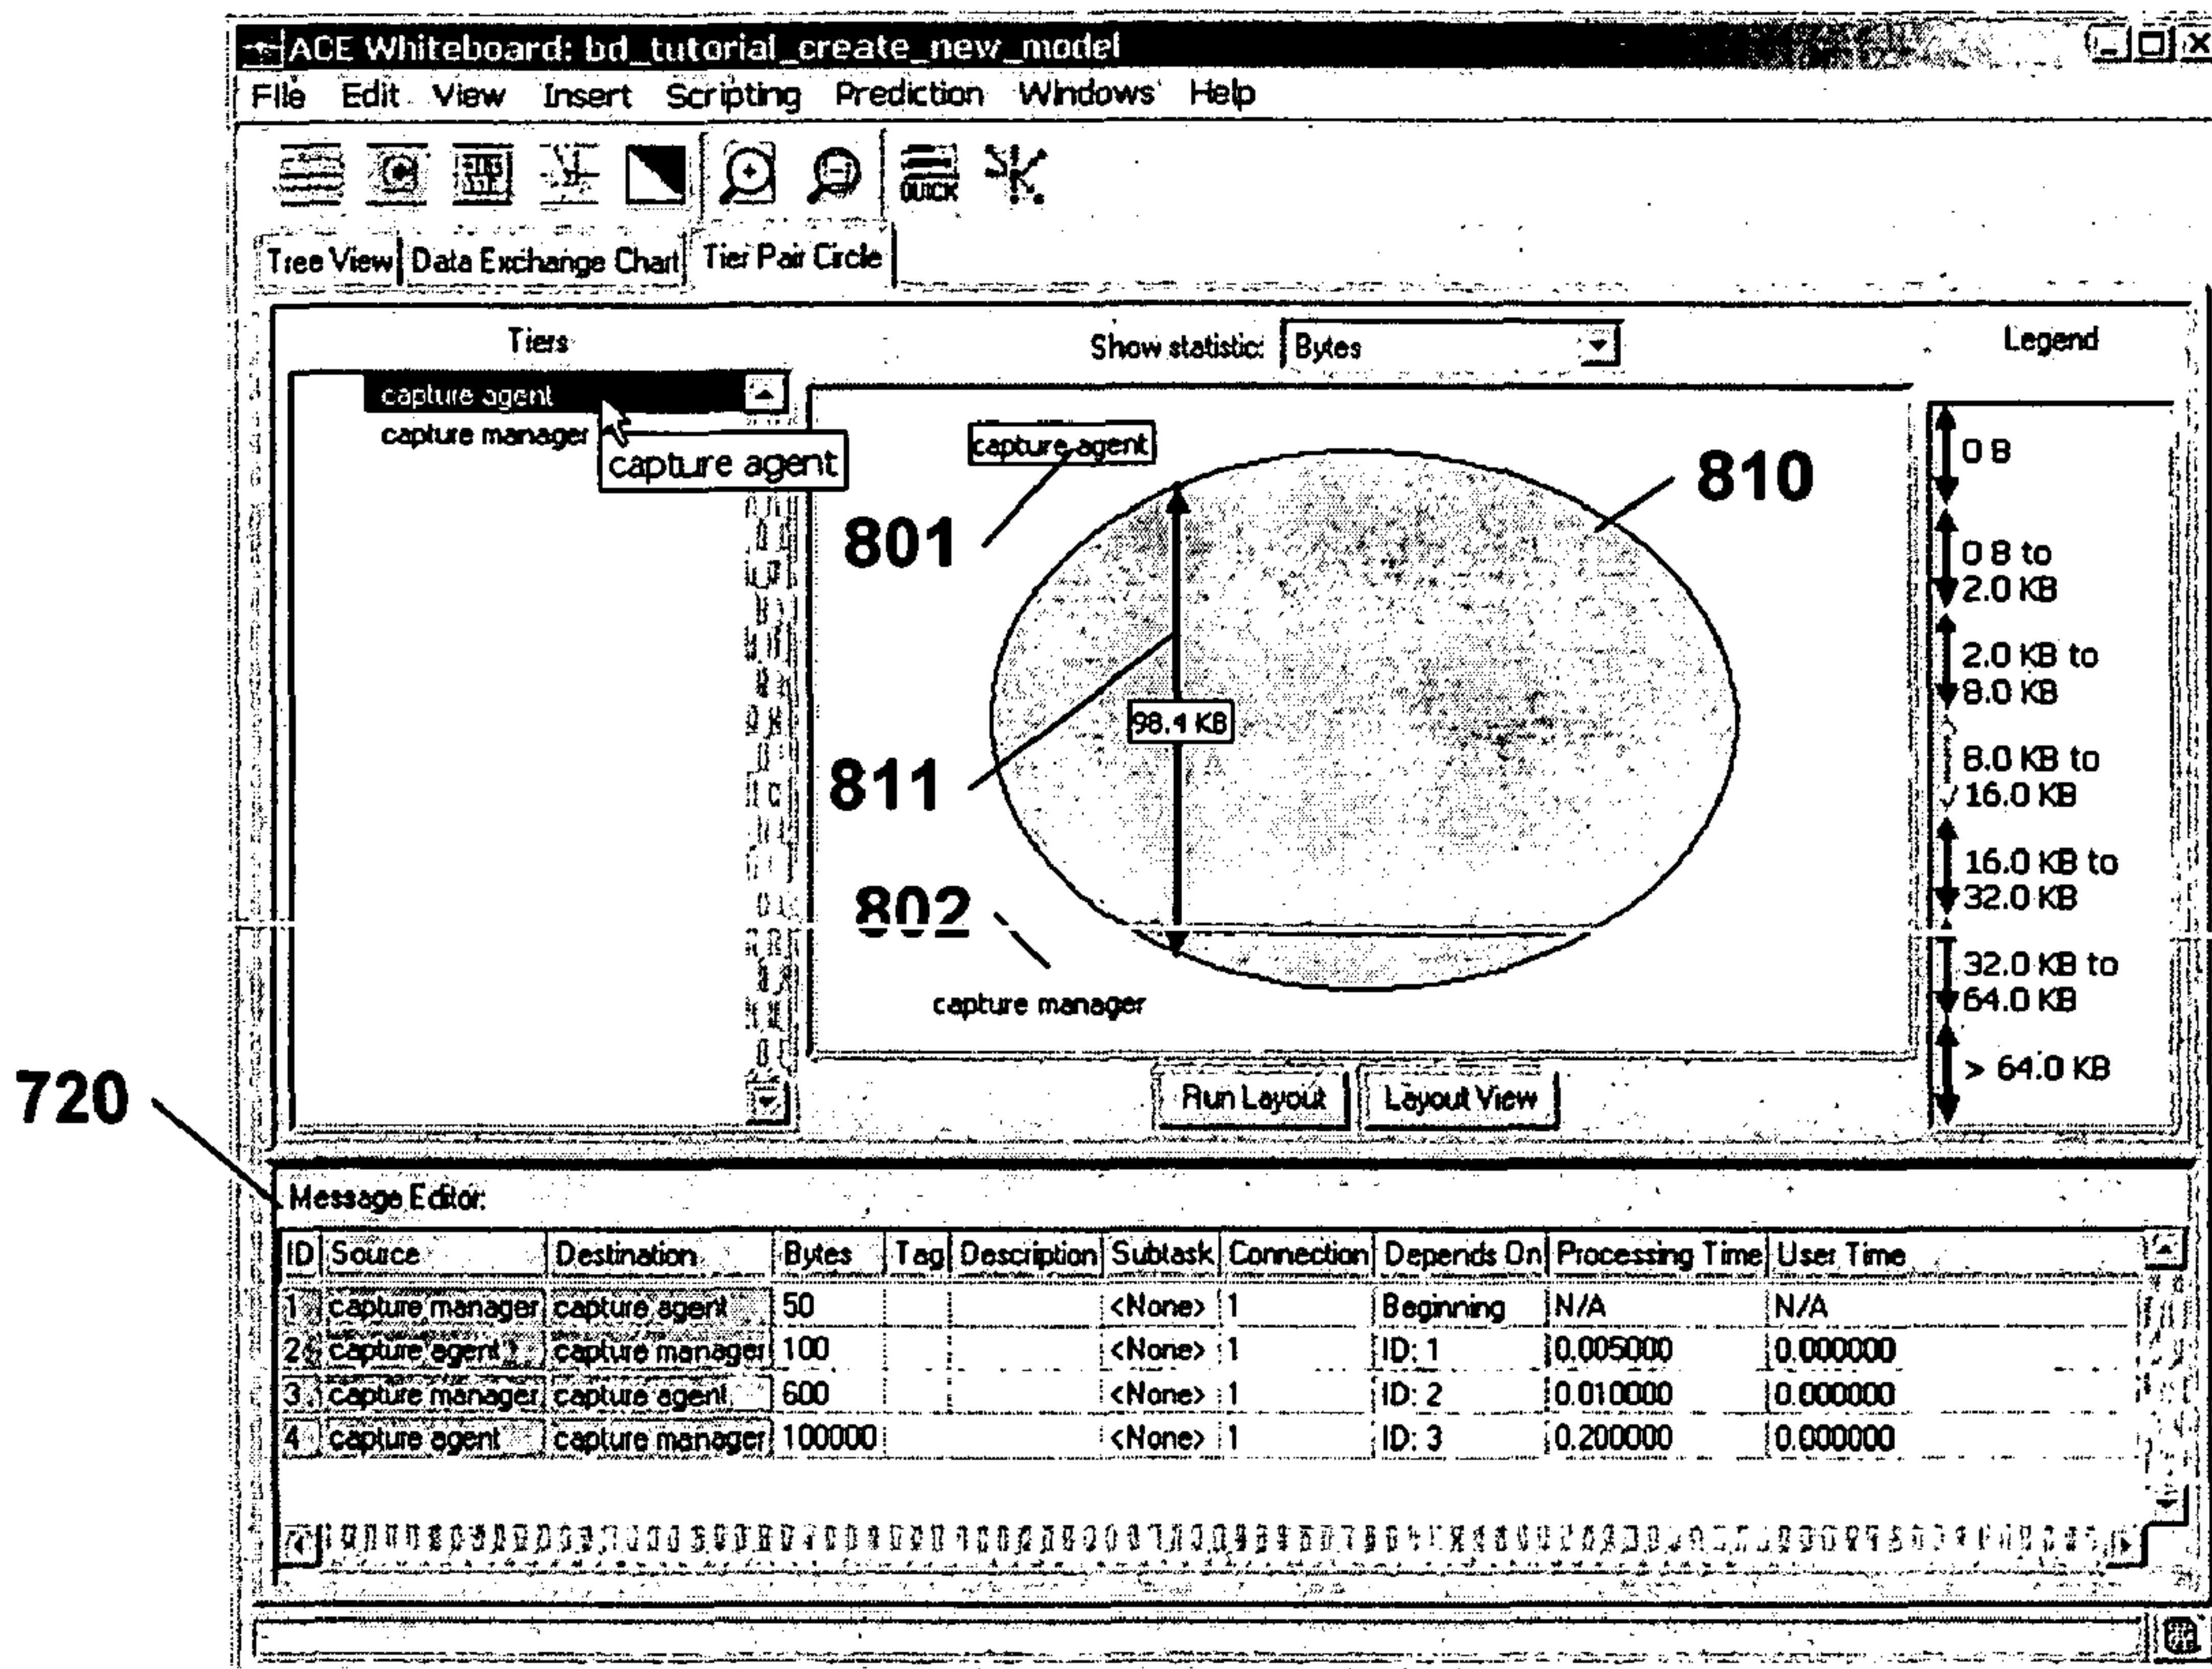 ACE Whiteboard: bd_tutorial_create_new_model
File Edit View Insert Scripting Prediction Windows Help
QUICK
Tree View Data Exchange Chart Tier Pair Circle
Tiers Show statistic: Bytes Legend
capture agent
capture manager
capture agent
capture agent
801
810
811
98.4 KB
802
capture manager
0 B
0 B to
2.0 KB
2.0 KB to
8.0 KB
8.0 KB to
16.0 KB
16.0 KB to
32.0 KB
32.0 KB to
64.0 KB
> 64.0 KB
Run Layout Layout View
720
Message Editor:
ID Source Destination Bytes Tag Description Subtask Connection Depends On Processing Time User Time
1 capture manager capture agent 50 <None> 1 Beginning N/A N/A
2 capture agent capture manager 100 <None> 1 ID: 1 0.005000 0.000000
3 capture manager capture agent 600 <None> 1 ID: 2 0.010000 0.000000
4 capture agent capture manager 100000 <None> 1 ID: 3 0.200000 0.000000